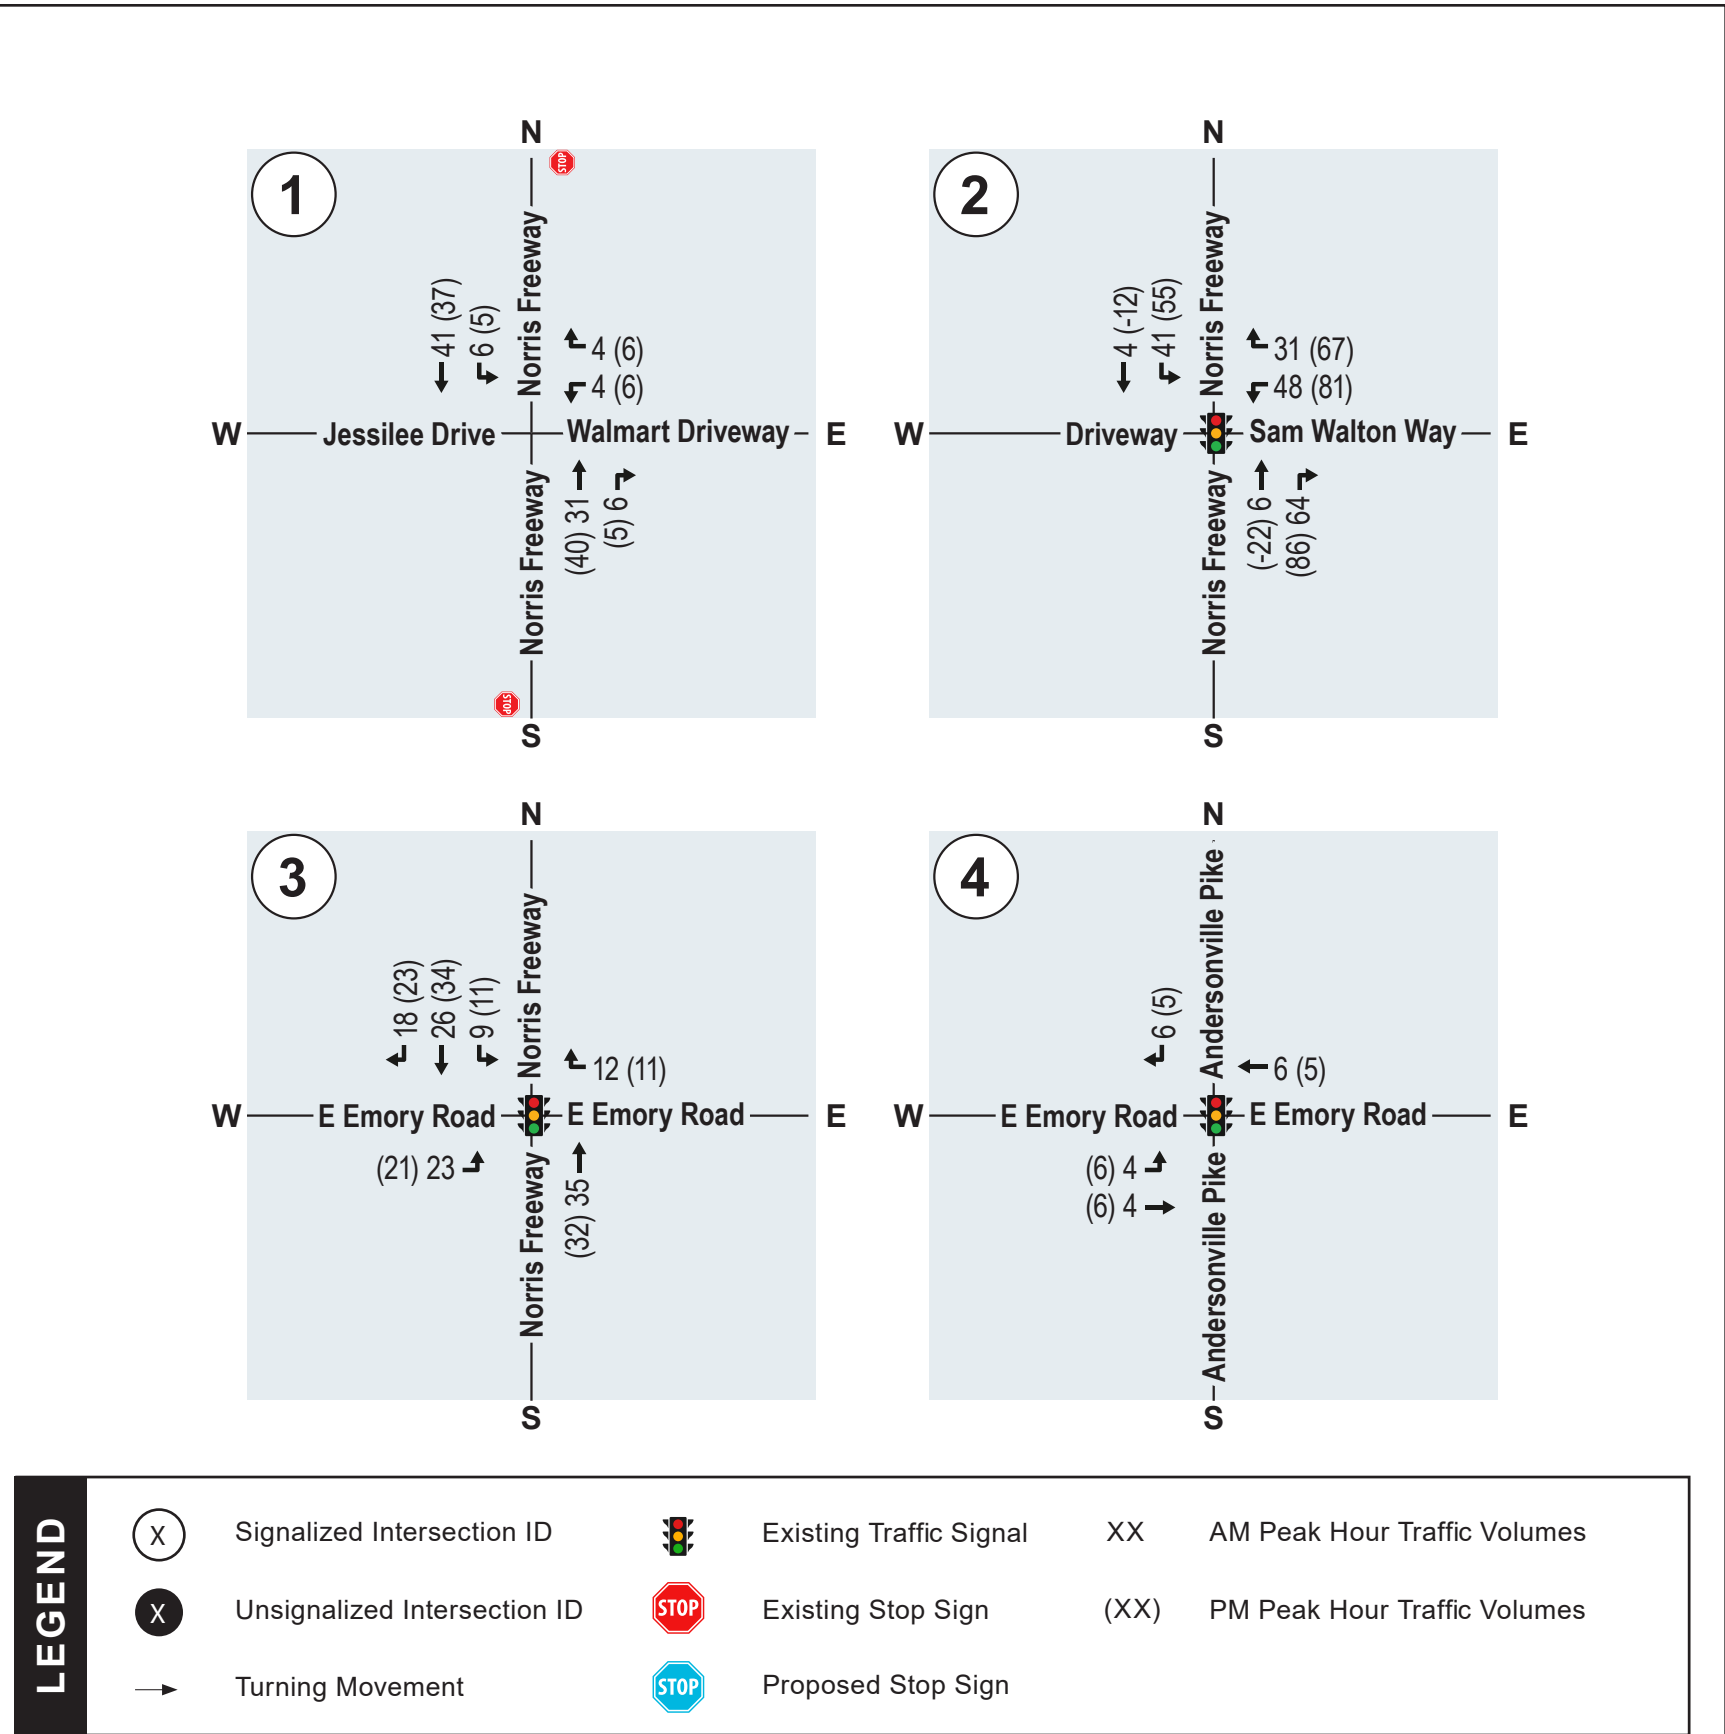 N
1
STOP
41 (37)
6 (5)
Norris Freeway
4 (6)
4 (6)
W
Jessilee Drive
Walmart Driveway
E
(40) 31
(5) 6
Norris Freeway
STOP
S
N
2
4 (-12)
41 (55)
Norris Freeway
31 (67)
48 (81)
W
Driveway
Sam Walton Way
E
(-22) 6
(86) 64
Norris Freeway
S
N
3
18 (23)
26 (34)
9 (11)
Norris Freeway
12 (11)
W
E Emory Road
E Emory Road
E
(21) 23
(32) 35
Norris Freeway
S
N
4
6 (5)
Andersonville Pike
6 (5)
W
E Emory Road
E Emory Road
E
(6) 4
(6) 4
Andersonville Pike
S
LEGEND
X Signalized Intersection ID
Existing Traffic Signal
XX AM Peak Hour Traffic Volumes
X Unsignalized Intersection ID
STOP Existing Stop Sign
(XX) PM Peak Hour Traffic Volumes
Turning Movement
STOP Proposed Stop Sign